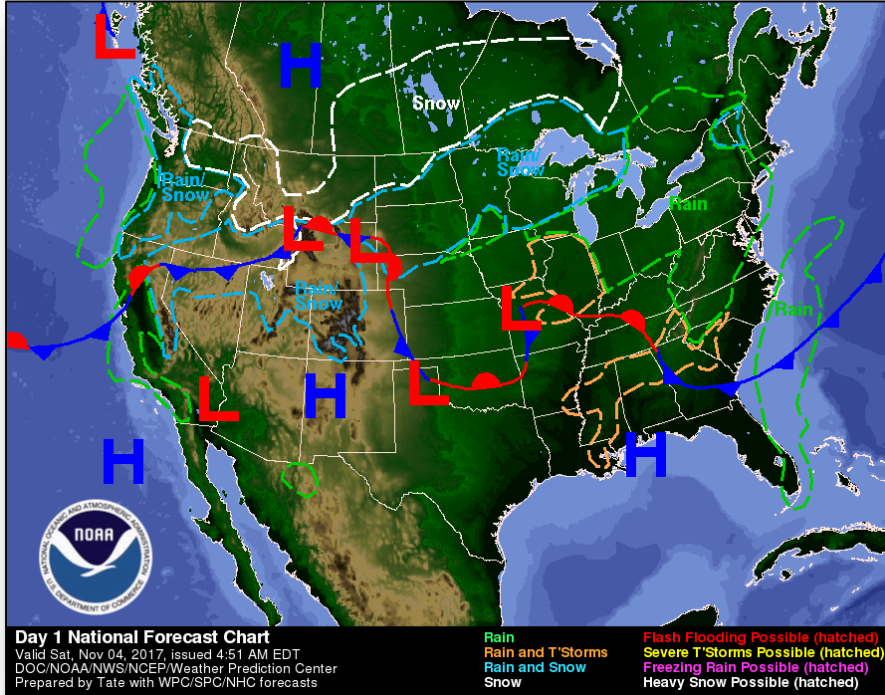 L
H
Snow
Rain/
Snow
Rain/
Snow
Rain
L
L
Rain/
Snow
L
Rain
L
H
L
H
H
NATIONAL OCEANIC AND ATMOSPHERIC ADMINISTRATION
NOAA
U.S. DEPARTMENT OF COMMERCE
Day 1 National Forecast Chart
Valid Sat, Nov 04, 2017, issued 4:51 AM EDT
DOC/NOAA/NWS/NCEP/Weather Prediction Center
Prepared by Tate with WPC/SPC/NHC forecasts
Rain
Rain and T'Storms
Rain and Snow
Snow
Flash Flooding Possible (hatched)
Severe T'Storms Possible (hatched)
Freezing Rain Possible (hatched)
Heavy Snow Possible (hatched)